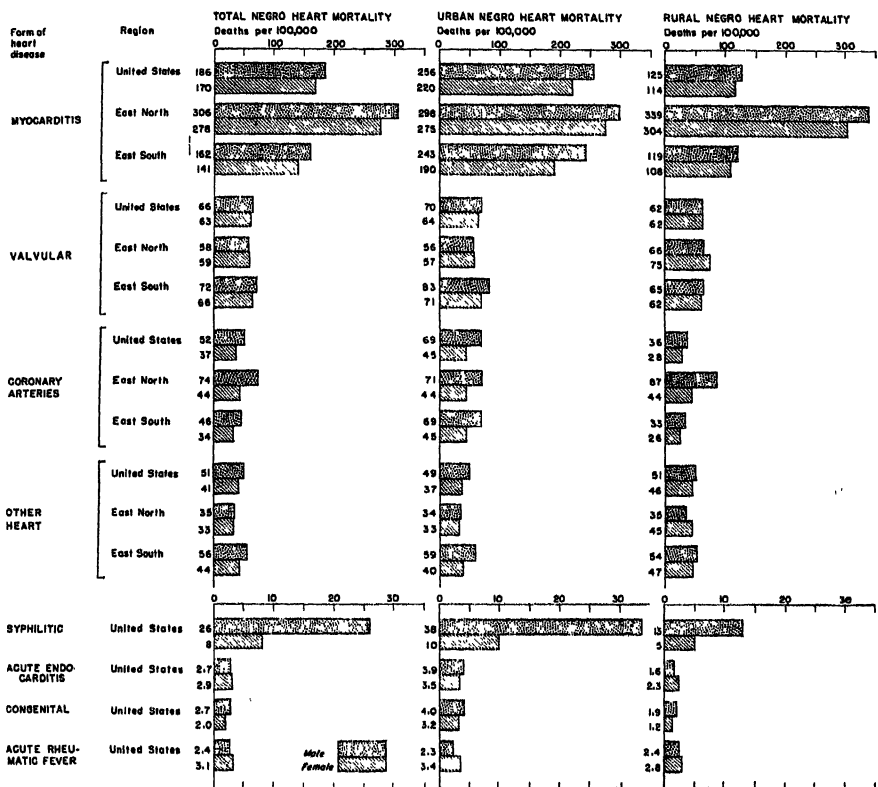 TOTAL NEGRO HEART MORTALITY URBAN NEGRO HEART MORTALITY RURAL NEGRO HEART MORTALITY
Form of heart disease Region Deaths per 100,000 Deaths per 100,000 Deaths per 100,000
0 100 200 300 0 100 200 300 0 100 200 300
MYOCARDITIS
United States 186 256 125
170 220 114
East North 306 298 339
278 275 304
East South 162 243 119
141 190 108
VALVULAR
United States 66 70 62
63 64 62
East North 58 56 66
59 57 75
East South 72 83 65
66 71 62
CORONARY ARTERIES
United States 52 69 36
37 45 28
East North 74 71 87
44 44 44
East South 46 69 33
34 45 26
OTHER HEART
United States 51 49 51
41 37 46
East North 35 34 35
33 33 45
East South 56 59 54
44 40 47
0 10 20 30 0 10 20 30 0 10 20 30
SYPHILITIC United States 26 38 13
8 10 5
ACUTE ENDO-
CARDITIS United States 2.7 3.9 1.6
2.9 3.5 2.3
CONGENITAL United States 2.7 4.0 1.9
2.0 3.2 1.2
ACUTE RHEU-
MATIC FEVER United States 2.4 2.3 2.4
3.1 3.4 2.8
Male
Female